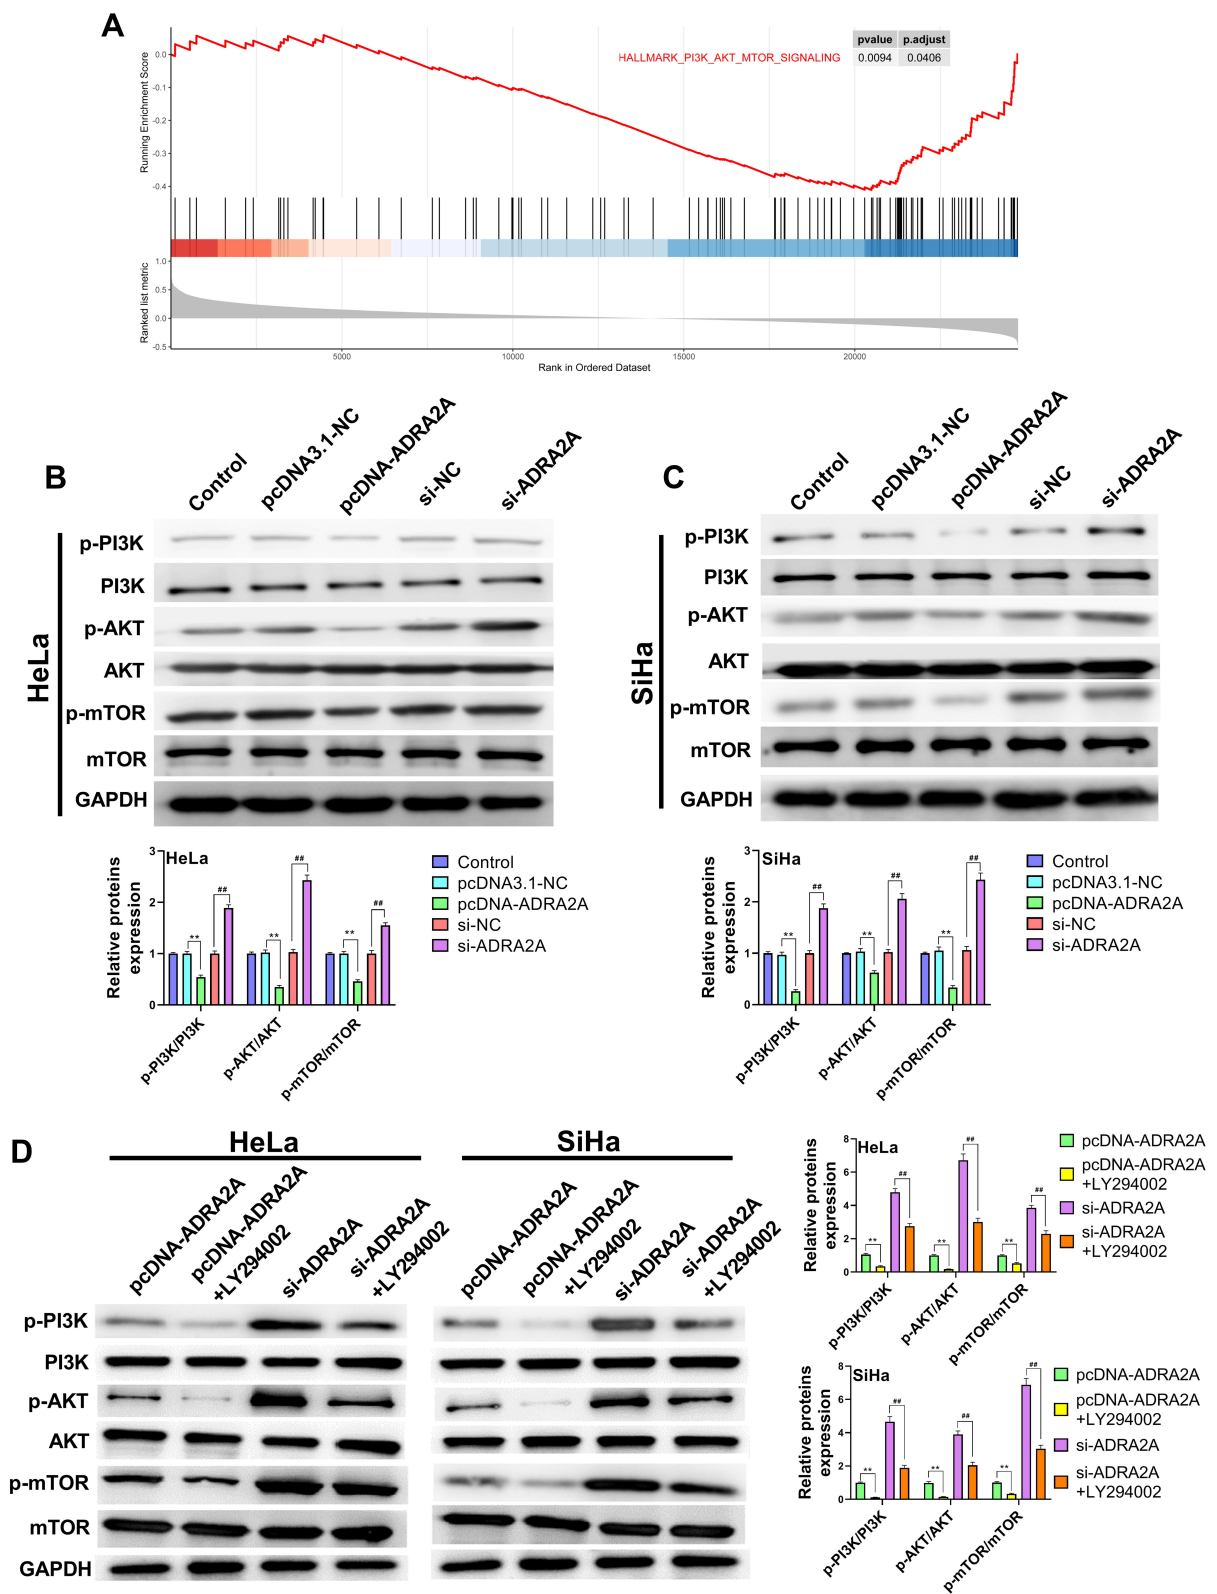 A
0.0
-0.1
-0.2
-0.3
-0.4
Running Enrichment Score
HALLMARK_PI3K_AKT_MTOR_SIGNALING
pvalue p.adjust
0.0094 0.0406
1.0
0.5
0.0
-0.5
Ranked list metric
5000 10000 15000 20000
Rank in Ordered Dataset
B
HeLa
Control
pcDNA3.1-NC
pcDNA-ADRA2A
si-NC
si-ADRA2A
p-PI3K
PI3K
p-AKT
AKT
p-mTOR
mTOR
GAPDH
HeLa
Relative proteins
expression
3
2
1
0
** ## ** ## ** ##
p-PI3K/PI3K
p-AKT/AKT
p-mTOR/mTOR
Control
pcDNA3.1-NC
pcDNA-ADRA2A
si-NC
si-ADRA2A
C
SiHa
Control
pcDNA3.1-NC
pcDNA-ADRA2A
si-NC
si-ADRA2A
p-PI3K
PI3K
p-AKT
AKT
p-mTOR
mTOR
GAPDH
SiHa
Relative proteins
expression
3
2
1
0
** ## ** ## ** ##
p-PI3K/PI3K
p-AKT/AKT
p-mTOR/mTOR
Control
pcDNA3.1-NC
pcDNA-ADRA2A
si-NC
si-ADRA2A
D
HeLa
SiHa
pcDNA-ADRA2A
pcDNA-ADRA2A
+LY294002
si-ADRA2A
si-ADRA2A
+LY294002
pcDNA-ADRA2A
pcDNA-ADRA2A
+LY294002
si-ADRA2A
si-ADRA2A
+LY294002
p-PI3K
PI3K
p-AKT
AKT
p-mTOR
mTOR
GAPDH
HeLa
Relative proteins
expression
8
6
4
2
0
** ## ** ## ** ##
p-PI3K/PI3K
p-AKT/AKT
p-mTOR/mTOR
pcDNA-ADRA2A
pcDNA-ADRA2A
+LY294002
si-ADRA2A
si-ADRA2A
+LY294002
SiHa
Relative proteins
expression
8
6
4
2
0
** ## ** ## ** ##
p-PI3K/PI3K
p-AKT/AKT
p-mTOR/mTOR
pcDNA-ADRA2A
pcDNA-ADRA2A
+LY294002
si-ADRA2A
si-ADRA2A
+LY294002